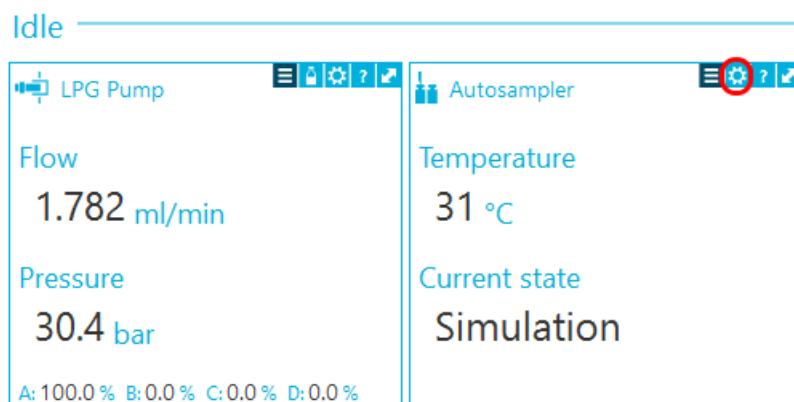 Idle
LPG Pump
?
Flow
1.782 ml/min
Pressure
30.4 bar
A: 100.0 % B: 0.0 % C: 0.0 % D: 0.0 %
Autosampler
?
Temperature
31 °C
Current state
Simulation